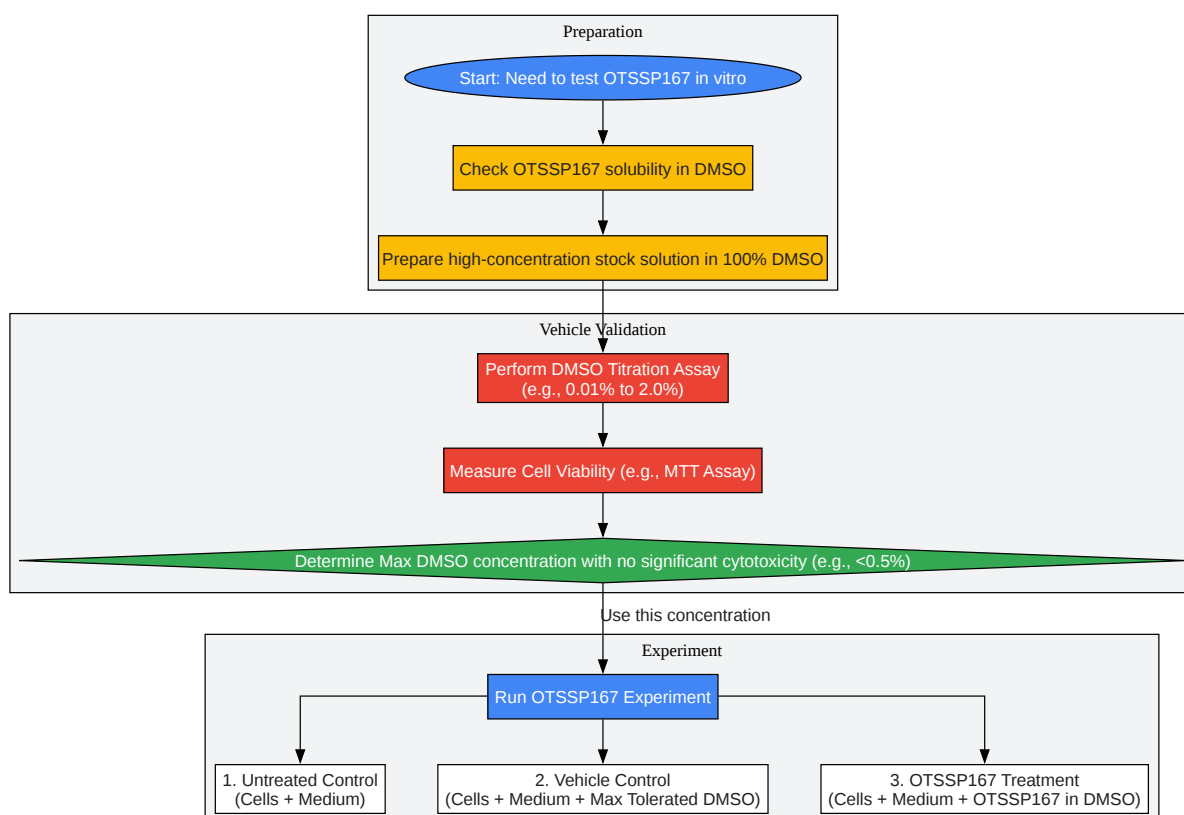 Preparation
Start: Need to test OTSSP167 in vitro
Check OTSSP167 solubility in DMSO
Prepare high-concentration stock solution in 100% DMSO
Vehicle Validation
Perform DMSO Titration Assay
(e.g., 0.01% to 2.0%)
Measure Cell Viability (e.g., MTT Assay)
Determine Max DMSO concentration with no significant cytotoxicity (e.g., <0.5%)
Use this concentration
Experiment
Run OTSSP167 Experiment
1. Untreated Control
(Cells + Medium)
2. Vehicle Control
(Cells + Medium + Max Tolerated DMSO)
3. OTSSP167 Treatment
(Cells + Medium + OTSSP167 in DMSO)